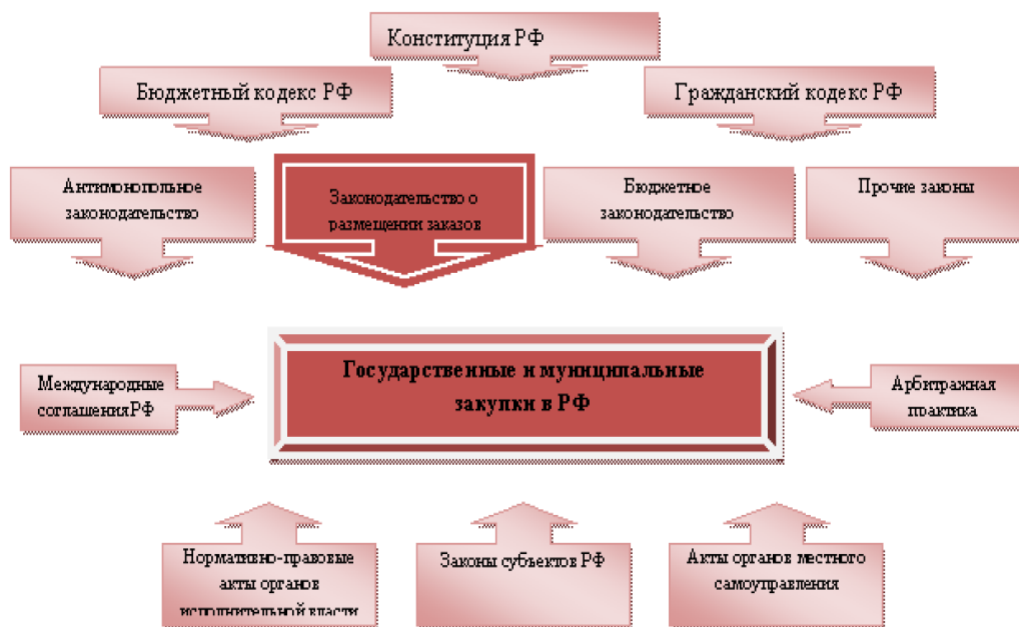 Конституция РФ
Бюджетный кодекс РФ
Гражданский кодекс РФ
Антимонопольное
законодательство
Законодательство о
размещении заказов
Бюджетное
законодательство
Прочие законы
Государственные и муниципальные
закупки в РФ
Международные
соглашения РФ
Арбитражная
практика
Нормативно-правовые
акты органов
исполнительной власти
Законы субъектов РФ
Акты органов местного
самоуправления